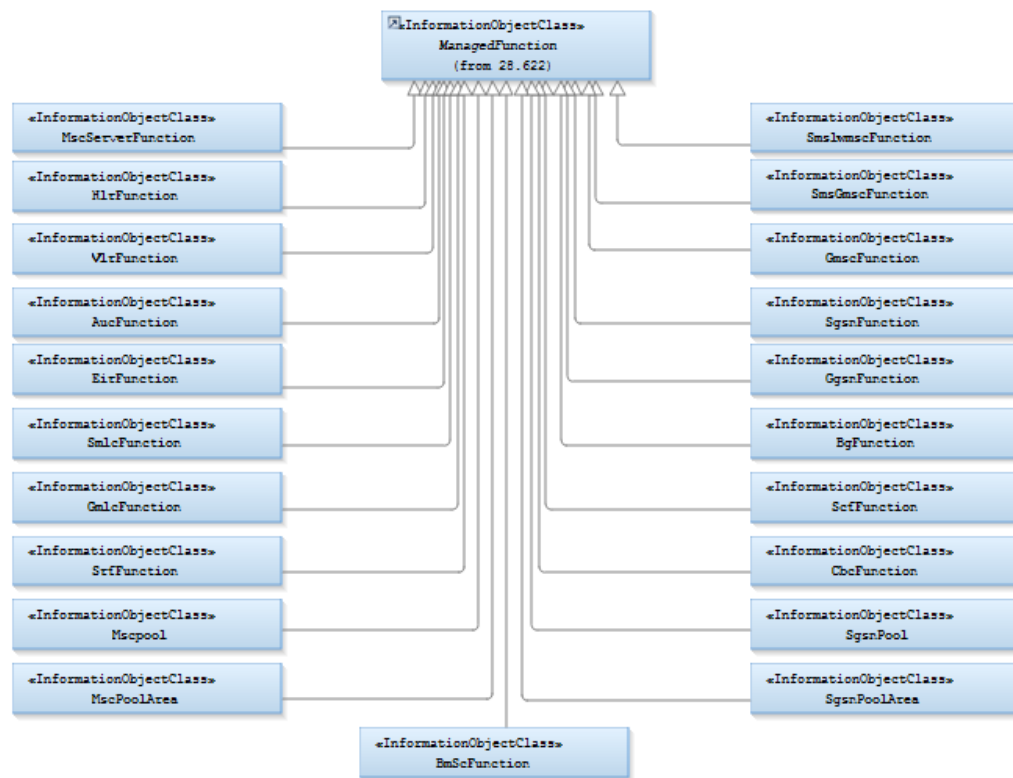 «InformationObjectClass»
ManagedFunction
(from 28.622)
«InformationObjectClass»
MscServerFunction
«InformationObjectClass»
HlrFunction
«InformationObjectClass»
VlrFunction
«InformationObjectClass»
AucFunction
«InformationObjectClass»
EirFunction
«InformationObjectClass»
SmlcFunction
«InformationObjectClass»
GmlcFunction
«InformationObjectClass»
SrfFunction
«InformationObjectClass»
Mscpool
«InformationObjectClass»
MscPoolArea
«InformationObjectClass»
SmsIwmscFunction
«InformationObjectClass»
SmsGmscFunction
«InformationObjectClass»
GmscFunction
«InformationObjectClass»
SgsnFunction
«InformationObjectClass»
GgsnFunction
«InformationObjectClass»
BgFunction
«InformationObjectClass»
ScfFunction
«InformationObjectClass»
CbcFunction
«InformationObjectClass»
SgsnPool
«InformationObjectClass»
SgsnPoolArea
«InformationObjectClass»
BmScFunction